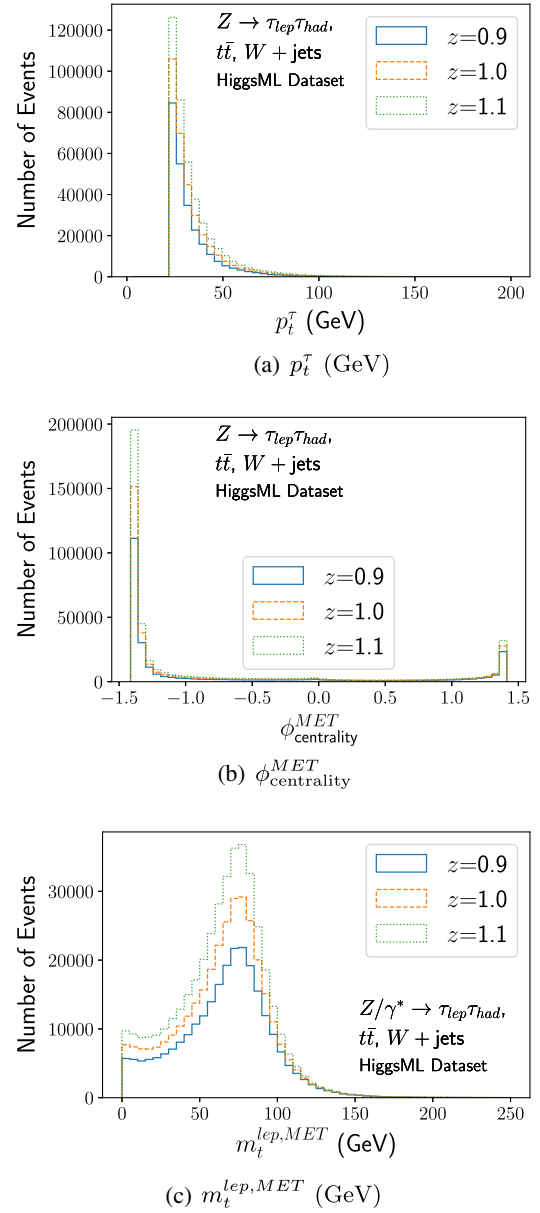 Number of Events
120000
100000
80000
60000
40000
20000
0
Z → τ_lep τ_had,
tt̄, W + jets
HiggsML Dataset
z=0.9
z=1.0
z=1.1
0 50 100 150 200
p_t^τ (GeV)
(a) p_t^τ (GeV)
Number of Events
200000
150000
100000
50000
0
Z → τ_lep τ_had,
tt̄, W + jets
HiggsML Dataset
z=0.9
z=1.0
z=1.1
−1.5 −1.0 −0.5 0.0 0.5 1.0 1.5
ϕ_centrality^MET
(b) ϕ_centrality^MET
Number of Events
30000
20000
10000
0
z=0.9
z=1.0
z=1.1
Z/γ* → τ_lep τ_had,
tt̄, W + jets
HiggsML Dataset
0 50 100 150 200 250
m_t^lep,MET (GeV)
(c) m_t^lep,MET (GeV)